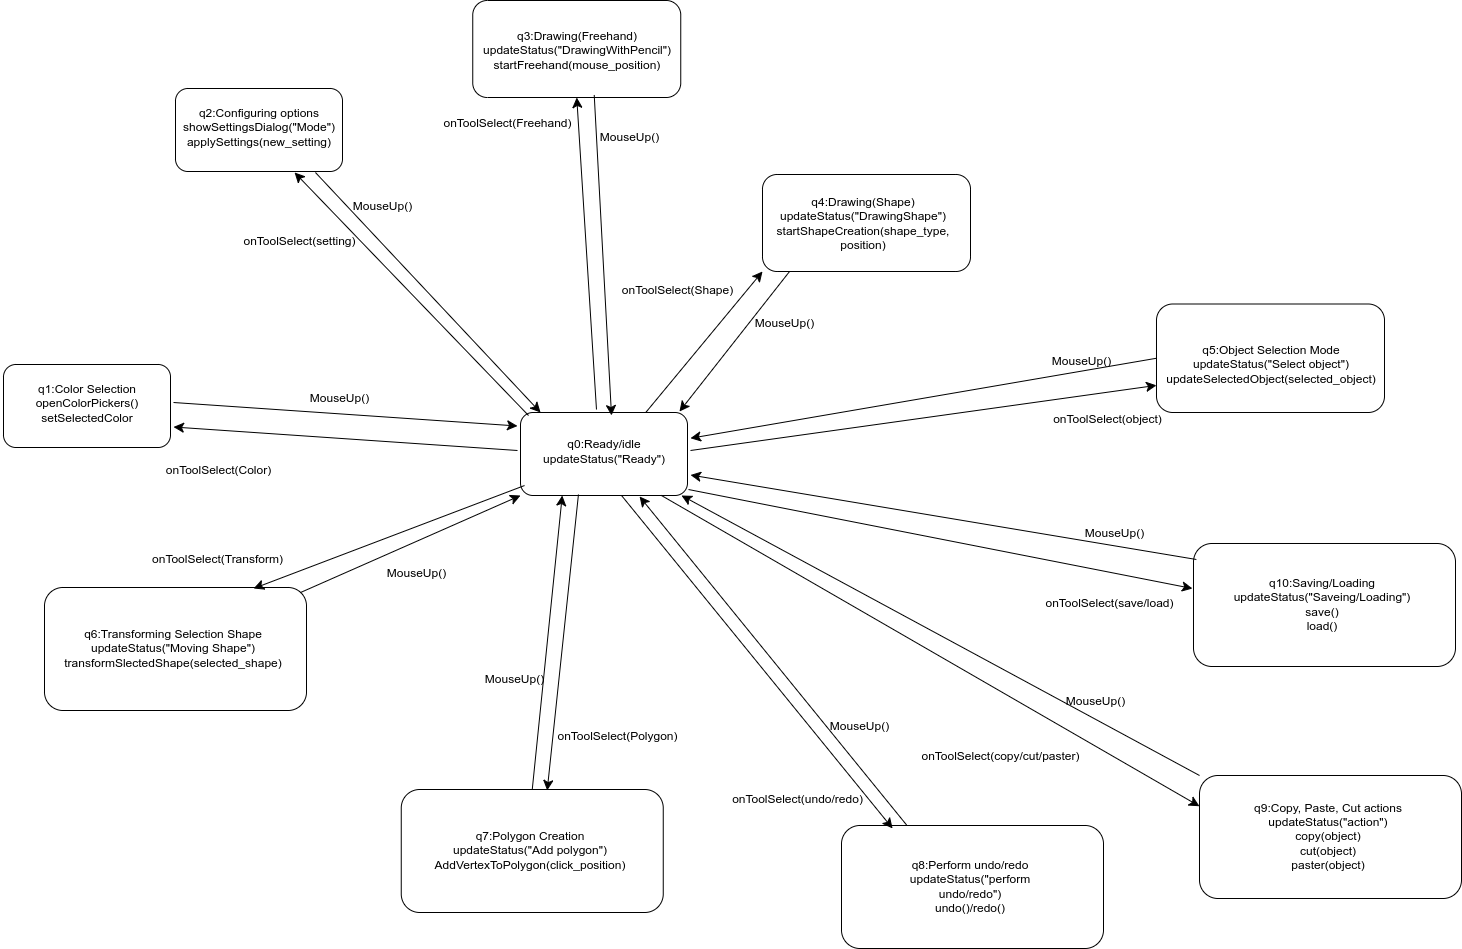 q3:Drawing(Freehand)
updateStatus("DrawingWithPencil")
startFreehand(mouse_position)
q2:Configuring options
showSettingsDialog("Mode")
applySettings(new_setting)
onToolSelect(Freehand)
MouseUp()
MouseUp()
onToolSelect(setting)
q4:Drawing(Shape)
updateStatus("DrawingShape")
startShapeCreation(shape_type,
position)
onToolSelect(Shape)
MouseUp()
q5:Object Selection Mode
updateStatus("Select object")
updateSelectedObject(selected_object)
MouseUp()
onToolSelect(object)
q1:Color Selection
openColorPickers()
setSelectedColor
MouseUp()
onToolSelect(Color)
q0:Ready/idle
updateStatus("Ready")
onToolSelect(Transform)
MouseUp()
q6:Transforming Selection Shape
updateStatus("Moving Shape")
transformSlectedShape(selected_shape)
MouseUp()
onToolSelect(save/load)
q10:Saving/Loading
updateStatus("Saveing/Loading")
save()
load()
MouseUp()
onToolSelect(Polygon)
MouseUp()
onToolSelect(undo/redo)
MouseUp()
onToolSelect(copy/cut/paster)
q7:Polygon Creation
updateStatus("Add polygon")
AddVertexToPolygon(click_position)
q8:Perform undo/redo
updateStatus("perform
undo/redo")
undo()/redo()
q9:Copy, Paste, Cut actions
updateStatus("action")
copy(object)
cut(object)
paster(object)